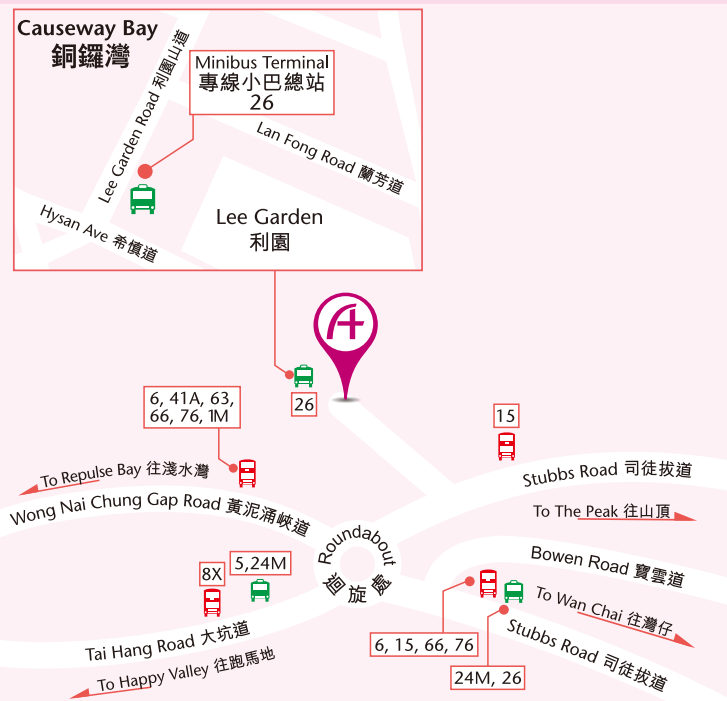 Causeway Bay
銅鑼灣
Minibus Terminal
專線小巴總站
26
Lee Garden Road 利園山道
Lan Fong Road 蘭芳道
Hysan Ave 希慎道
Lee Garden
利園
26
6, 41A, 63,
66, 76, 1M
15
To Repulse Bay 往淺水灣
Stubbs Road 司徒拔道
Wong Nai Chung Gap Road 黃泥涌峽道
To The Peak 往山頂
Roundabout
迴旋處
Bowen Road 寶雲道
8X
5,24M
To Wan Chai 往灣仔
Tai Hang Road 大坑道
6, 15, 66, 76
Stubbs Road 司徒拔道
To Happy Valley 往跑馬地
24M, 26